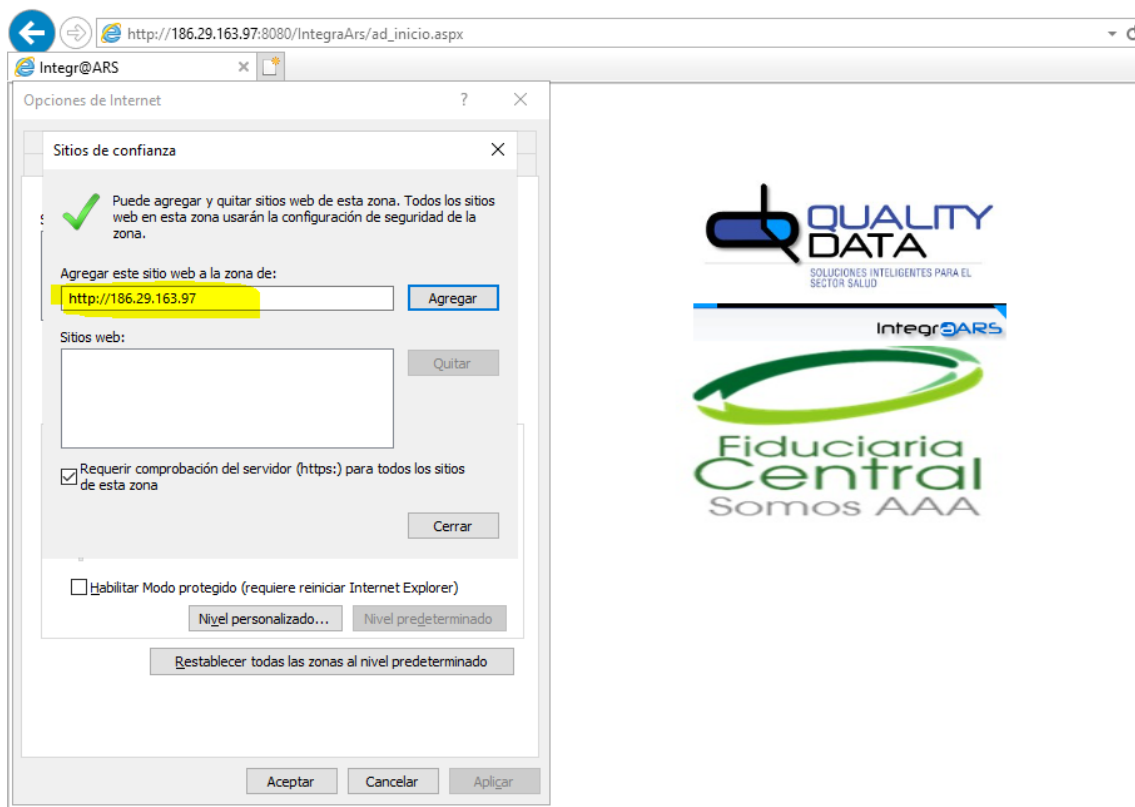 http://186.29.163.97:8080/IntegraArs/ad_inicio.aspx
Integr@ARS
Opciones de Internet
Sitios de confianza
Puede agregar y quitar sitios web de esta zona. Todos los sitios
web en esta zona usarán la configuración de seguridad de la
zona.
Agregar este sitio web a la zona de:
http://186.29.163.97
Agregar
Sitios web:
Quitar
Requerir comprobación del servidor (https:) para todos los sitios
de esta zona
Cerrar
Habilitar Modo protegido (requiere reiniciar Internet Explorer)
Nivel personalizado...
Nivel predeterminado
Restablecer todas las zonas al nivel predeterminado
Aceptar
Cancelar
Aplicar
QUALITY
DATA
SOLUCIONES INTELIGENTES PARA EL
SECTOR SALUD
Integr@ARS
Fiduciaria
Central
Somos AAA